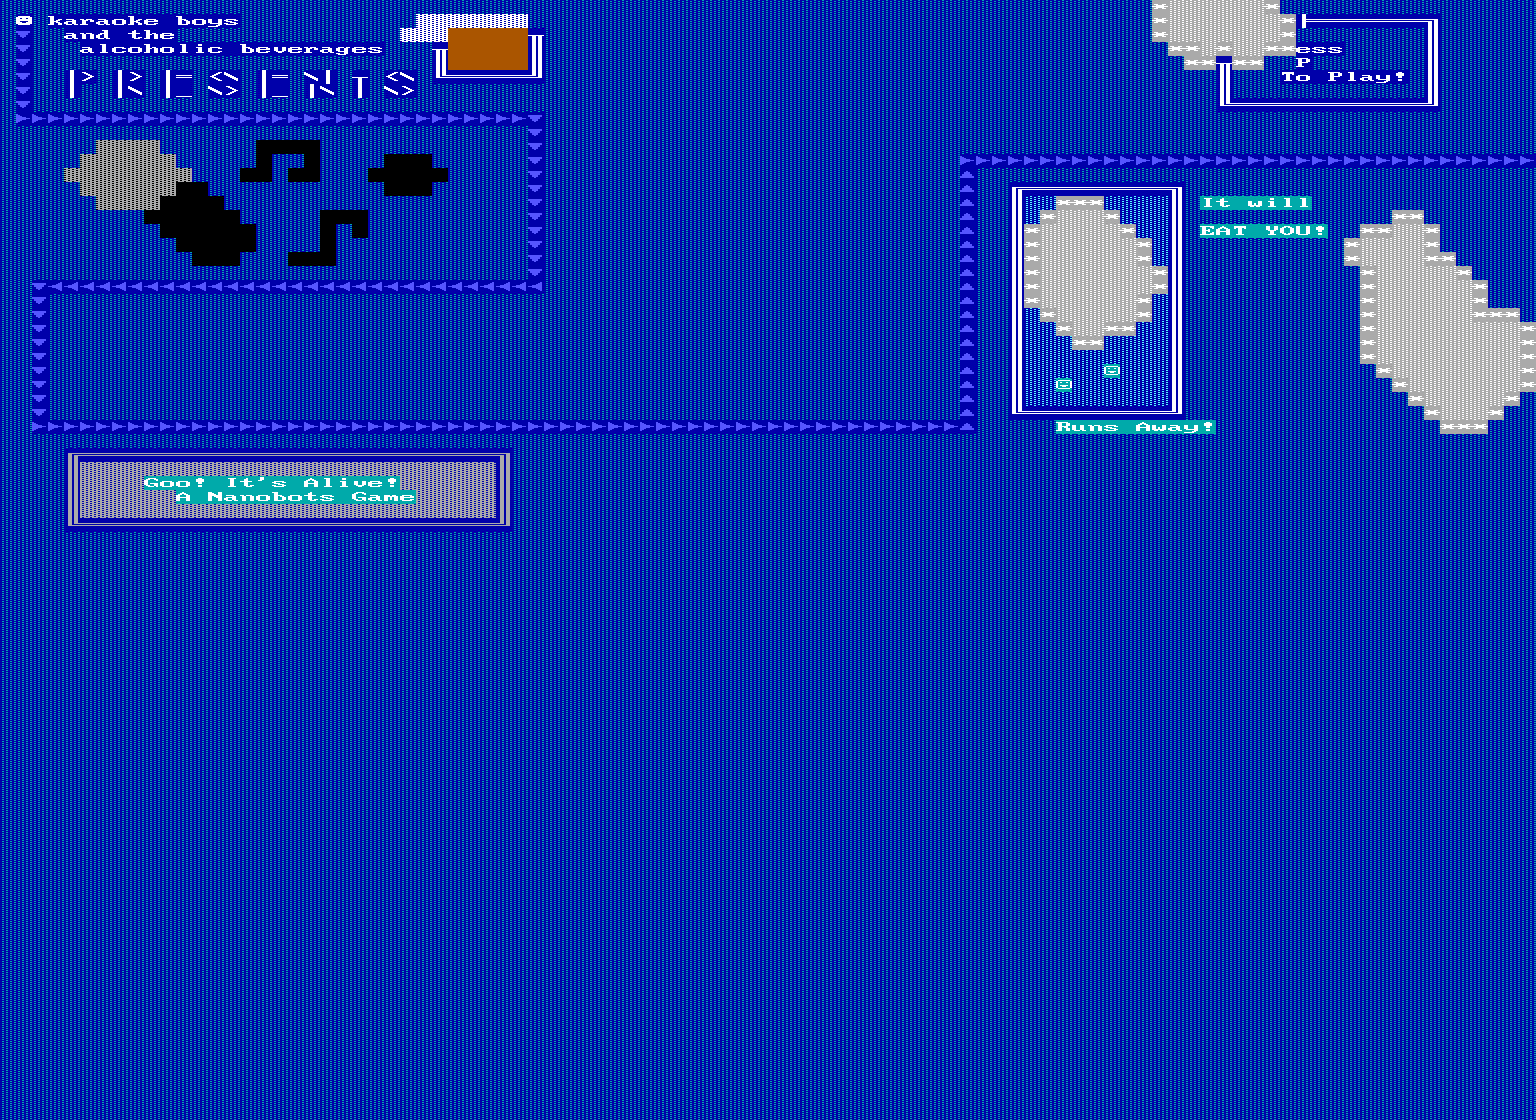 karaoke boys
and the
alcoholic beverages
PRESENTS
ess
P
To Play!
It will
EAT YOU!
Runs Away!
Goo! It's Alive!
A Nanobots Game